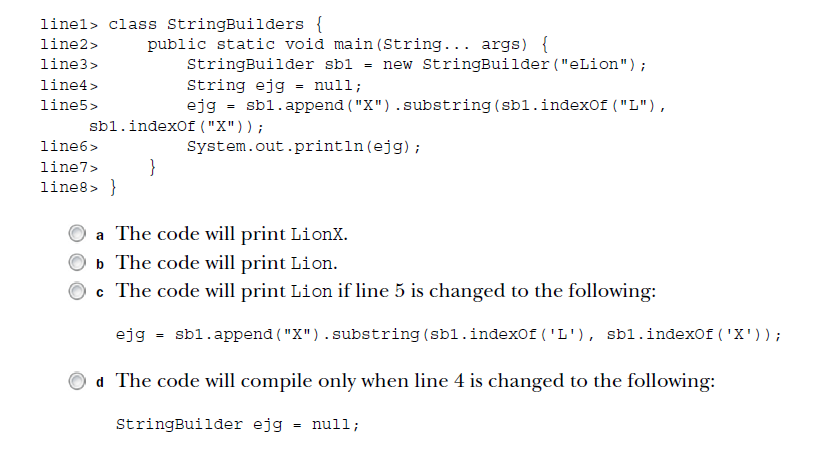 line1> class StringBuilders {
line2>     public static void main(String... args) {
line3>         StringBuilder sb1 = new StringBuilder("eLion");
line4>         String ejg = null;
line5>         ejg = sb1.append("X").substring(sb1.indexOf("L"),
sb1.indexOf("X"));
line6>         System.out.println(ejg);
line7>     }
line8> }
a The code will print LionX.
b The code will print Lion.
c The code will print Lion if line 5 is changed to the following:
ejg = sb1.append("X").substring(sb1.indexOf('L'), sb1.indexOf('X'));
d The code will compile only when line 4 is changed to the following:
StringBuilder ejg = null;